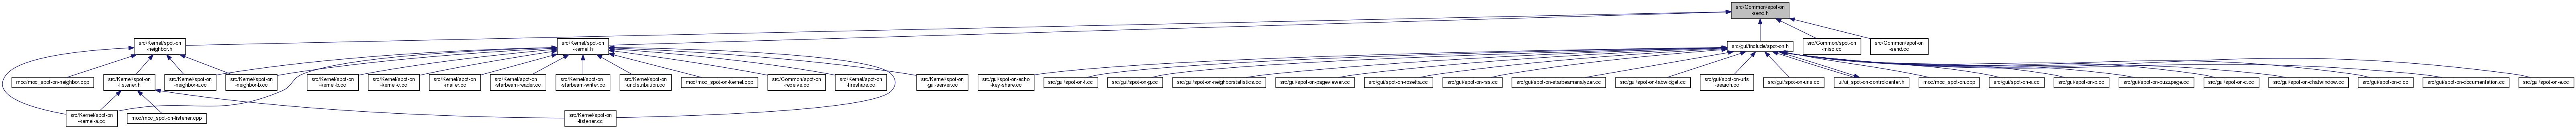 src/Common/spot-on
-send.h
src/Kernel/spot-on
-neighbor.h
src/Kernel/spot-on
-kernel.h
src/gui/Include/spot-on.h
src/Common/spot-on
-misc.cc
src/Common/spot-on
-send.cc
moc/moc_spot-on-neighbor.cpp
src/Kernel/spot-on
-listener.h
src/Kernel/spot-on
-neighbor-a.cc
src/Kernel/spot-on
-neighbor-b.cc
src/Kernel/spot-on
-kernel-b.cc
src/Kernel/spot-on
-kernel-c.cc
src/Kernel/spot-on
-mailer.cc
src/Kernel/spot-on
-starbeam-reader.cc
src/Kernel/spot-on
-starbeam-writer.cc
src/Kernel/spot-on
-urldistribution.cc
moc/moc_spot-on-kernel.cpp
src/Common/spot-on
-receive.cc
src/Kernel/spot-on
-fireshare.cc
src/Kernel/spot-on
-gui-server.cc
src/gui/spot-on-echo
-key-share.cc
src/gui/spot-on-f.cc
src/gui/spot-on-g.cc
src/gui/spot-on-neighborstatistics.cc
src/gui/spot-on-pageviewer.cc
src/gui/spot-on-rosetta.cc
src/gui/spot-on-rss.cc
src/gui/spot-on-starbeamanalyzer.cc
src/gui/spot-on-tabwidget.cc
src/gui/spot-on-urls
-search.cc
src/gui/spot-on-urls.cc
ui/ui_spot-on-controlcenter.h
moc/moc_spot-on.cpp
src/gui/spot-on-a.cc
src/gui/spot-on-b.cc
src/gui/spot-on-buzzpage.cc
src/gui/spot-on-c.cc
src/gui/spot-on-chatwindow.cc
src/gui/spot-on-d.cc
src/gui/spot-on-documentation.cc
src/gui/spot-on-e.cc
src/Kernel/spot-on
-kernel-a.cc
moc/moc_spot-on-listener.cpp
src/Kernel/spot-on
-listener.cc